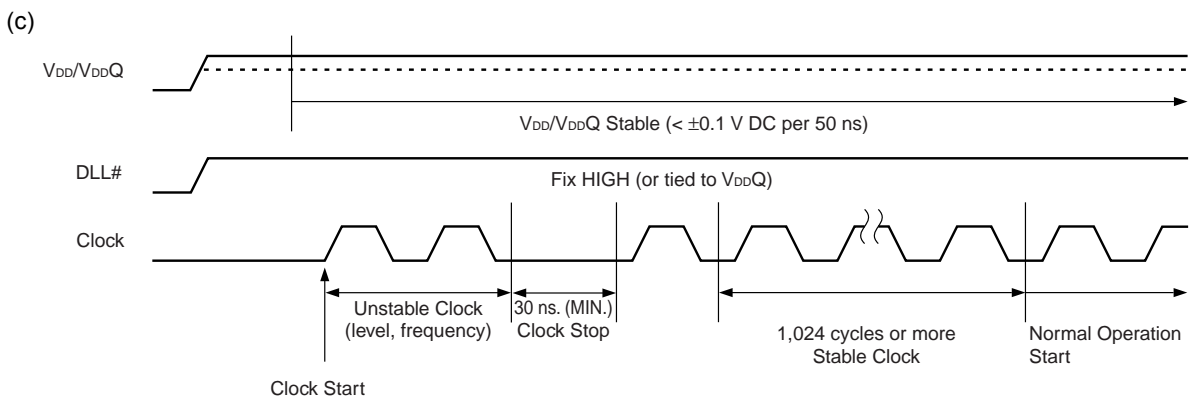 (c)
VDD/VDDQ
VDD/VDDQ Stable (< ±0.1 V DC per 50 ns)
DLL#
Fix HIGH (or tied to VDDQ)
Clock
Unstable Clock
(level, frequency)
30 ns. (MIN.)
Clock Stop
1,024 cycles or more
Stable Clock
Normal Operation
Start
Clock Start